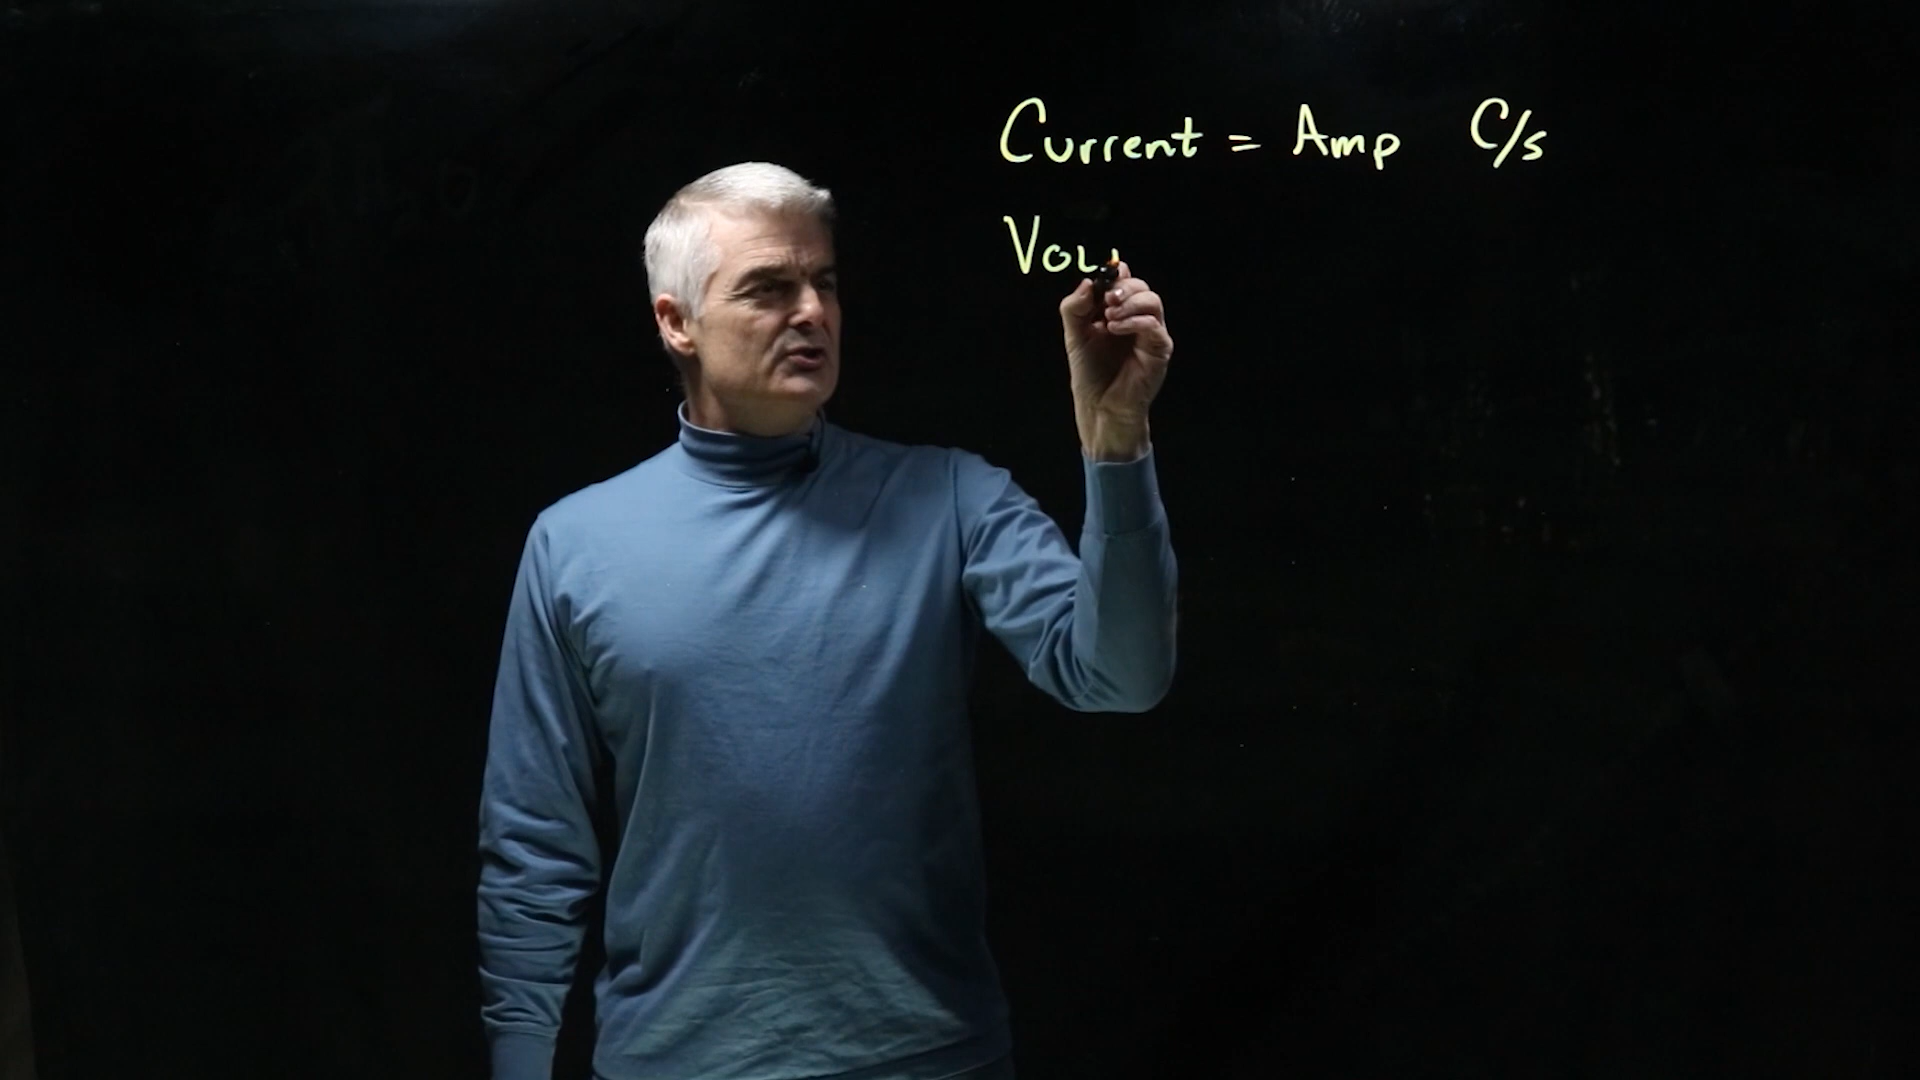 Current = Amp C/s
Vol